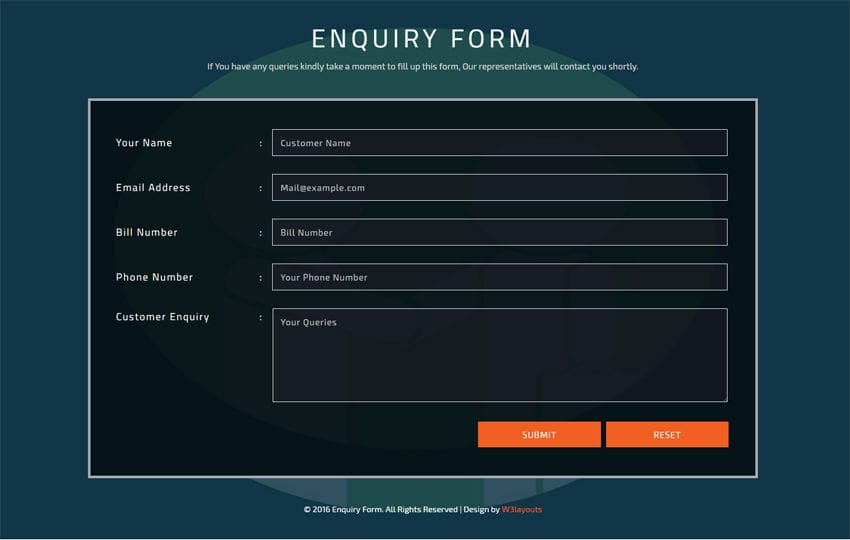 ENQUIRY FORM
If You have any queries kindly take a moment to fill up this form, Our representatives will contact you shortly.
Your Name : Customer Name
Email Address : Mail@example.com
Bill Number : Bill Number
Phone Number : Your Phone Number
Customer Enquiry : Your Queries
SUBMIT RESET
© 2016 Enquiry Form. All Rights Reserved | Design by W3layouts